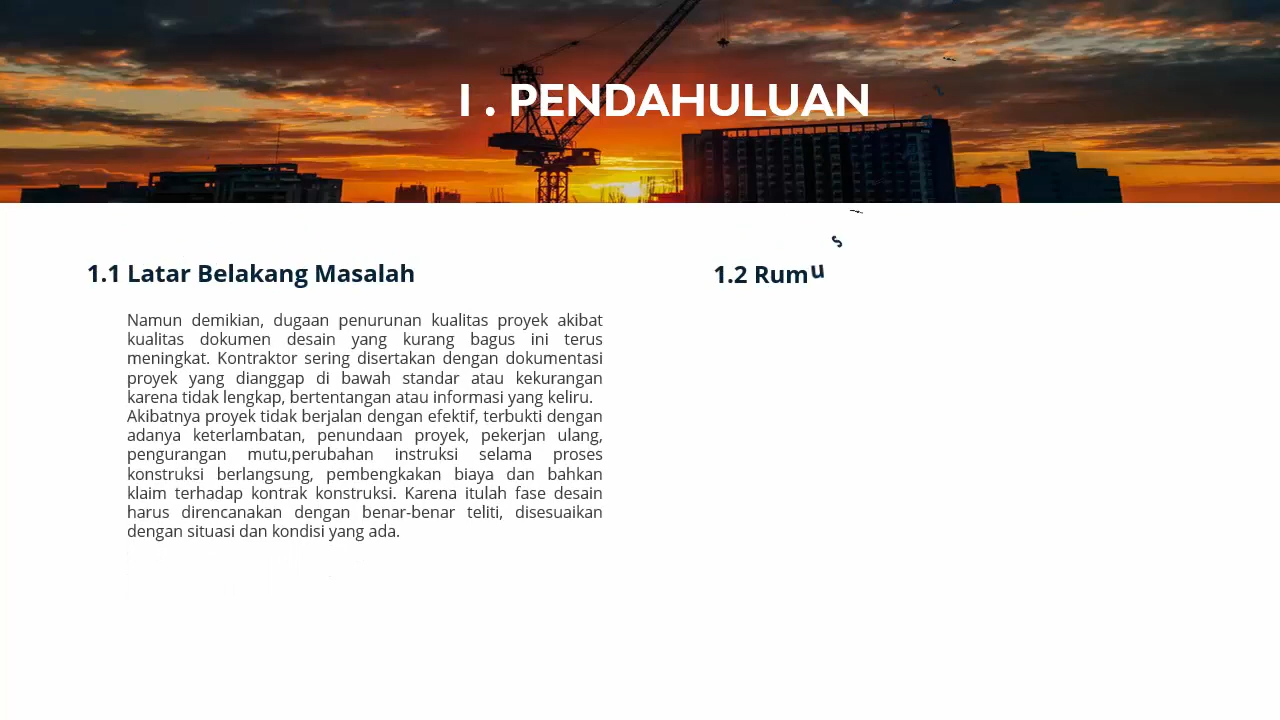 I . PENDAHULUAN
1.1 Latar Belakang Masalah
Namun demikian, dugaan penurunan kualitas proyek akibat
kualitas dokumen desain yang kurang bagus ini terus
meningkat. Kontraktor sering disertakan dengan dokumentasi
proyek yang dianggap di bawah standar atau kekurangan
karena tidak lengkap, bertentangan atau informasi yang keliru.
Akibatnya proyek tidak berjalan dengan efektif, terbukti dengan
adanya keterlambatan, penundaan proyek, pekerjan ulang,
pengurangan mutu,perubahan instruksi selama proses
konstruksi berlangsung, pembengkakan biaya dan bahkan
klaim terhadap kontrak konstruksi. Karena itulah fase desain
harus direncanakan dengan benar-benar teliti, disesuaikan
dengan situasi dan kondisi yang ada.
1.2 Rumus